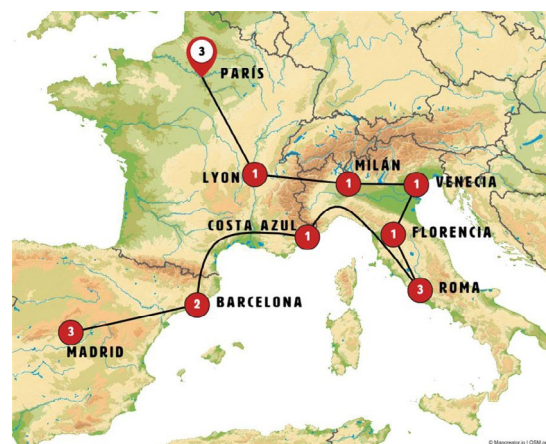 3
PARÍS
LYON 1
1 MILÁN
1 VENECIA
COSTA AZUL 1
1 FLORENCIA
3 ROMA
2 BARCELONA
3 MADRID